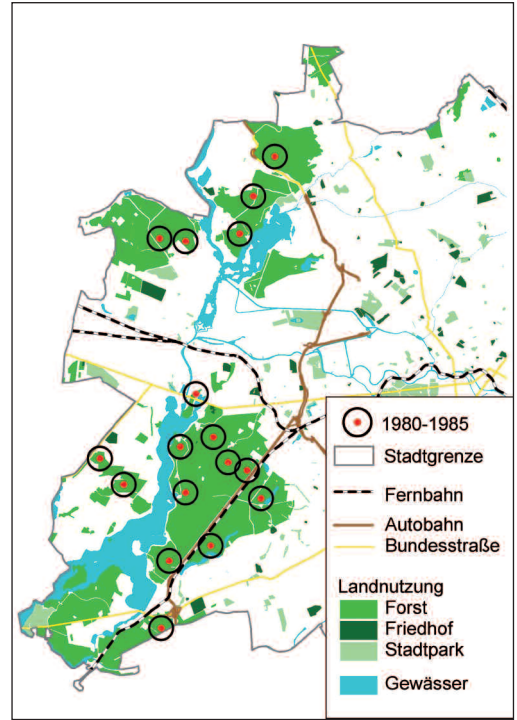 1980-1985
Stadtgrenze
Fernbahn
Autobahn
Bundesstraße
Landnutzung
Forst
Friedhof
Stadtpark
Gewässer